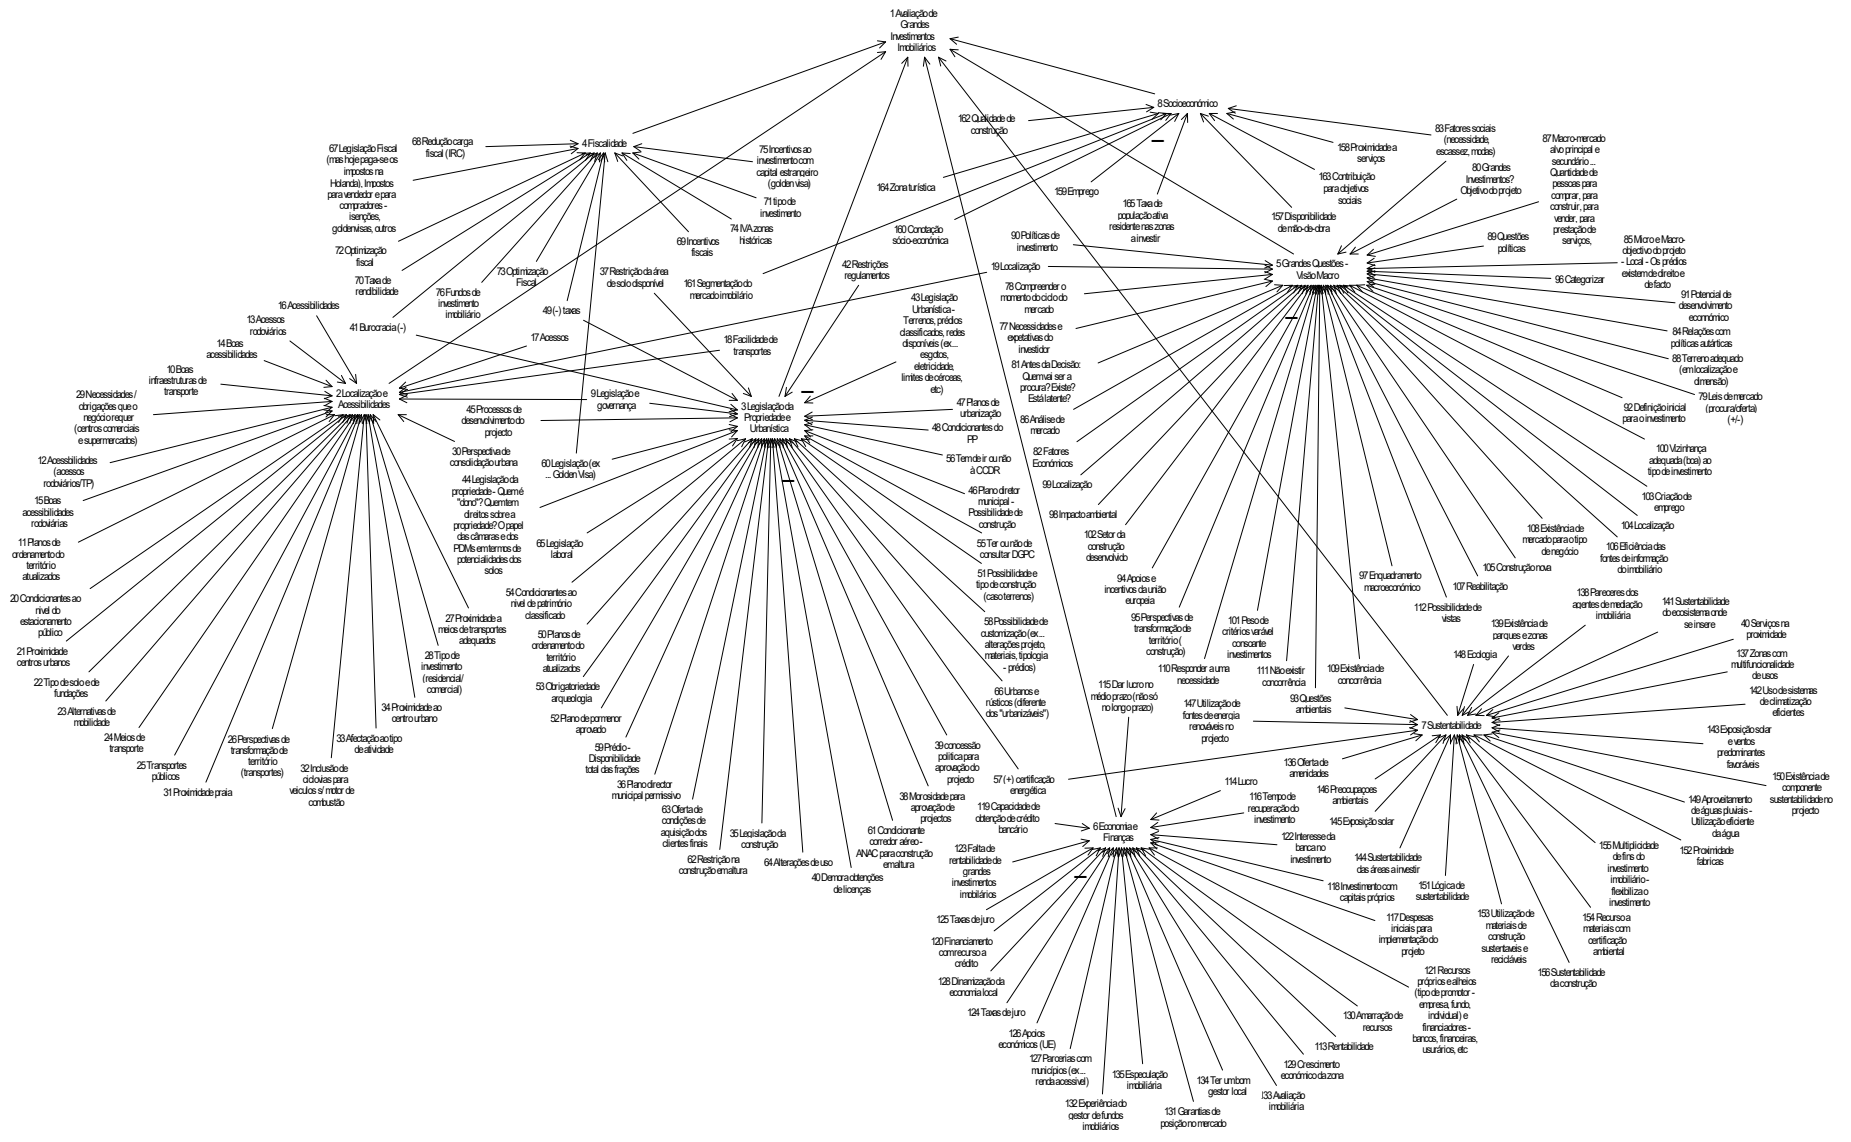 1 Avaliação de
Grandes
Investimentos
Imobiliários
8 Socioeconómico
162 Qualidade de
construção
83 Fatores sociais
(necessidade,
escassez, modas)
87 Macro-mercado
alvo principal e
secundário ...
Quantidade de
pessoas para
comprar, para
construir, para
vender, para
prestação de
serviços,
158 Proximidade a
serviços
80 Grandes
Investimentos?
Objetivo do projeto
163 Contribuição
para objetivos
sociais
164 Zona turística
159 Emprego
165 Taxa de
população ativa
residente nas zonas
a investir
157 Disponibilidade
de mão-de-obra
160 Conotação
sócio-económica
161 Segmentação do
mercado imobilário
4 Fiscalidade
68 Redução carga
fiscal (IRC)
67 Legislação Fiscal
(mas hoje paga-se os
impostos na
Holanda), Impostos
para vendedor e para
compradores -
isenções,
goldenvisas, outros
75 Incentivos ao
investimento com
capital estrangeiro
(golden visa)
71 tipo de
investimento
74 IVA zonas
históricas
69 Incentivos
fiscais
72 Optimização
fiscal
70 Taxa de
rendibilidade
73 Optimização
Fiscal
76 Fundos de
investimento
imobiliário
37 Restrição da área
de solo disponível
49 (-) taxas
41 Burocracia (-)
42 Restrições
regulamentos
43 Legislação
Urbanística -
Terrenos, prédios
classificados, redes
disponíveis (ex...
esgotos,
eletricidade,
limites de cérceas,
etc)
16 Acessibilidades
13 Acessos
rodoviários
14 Boas
acessibilidades
10 Boas
infraestruturas de
transporte
17 Acessos
18 Facilidade de
transportes
29 Necessidades /
obrigações que o
negócio requer
(centros comerciais
e supermercados)
2 Localização e
Acessibilidades
9 Legislação e
governança
3 Legislação da
Propriedade e
Urbanística
45 Processos de
desenvolvimento do
projecto
47 Planos de
urbanização
48 Condicionantes do
PP
56 Tem de ir ou não
à CCDR
46 Plano diretor
municipal -
Possibilidade de
construção
55 Ter ou não de
consultar DGPC
51 Possibilidade e
tipo de construção
(caso terrenos)
58 Possibilidade de
customização (ex...
alterações projeto,
materiais, tipologia
- prédios)
66 Urbanos e
rústicos (diferente
dos "urbanizáveis")
12 Acessbilidades
(acessos
rodoviários/TP)
15 Boas
acessibilidades
rodoviárias
11 Planos de
ordenamento do
território
atualizados
20 Condicionantes ao
nível do
estacionamento
público
21 Proximidade
centros urbanos
22 Tipo de solo e de
fundações
23 Alternativas de
mobilidade
24 Meios de
transporte
25 Transportes
públicos
31 Proximidade praia
26 Perspectivas de
transformação de
território
(transportes)
32 Inclusão de
ciclovias para
veiculos s/ motor de
combustão
33 Afectação ao tipo
de atividade
34 Proximidade ao
centro urbano
28 Tipo de
investimento
(residencial/
comercial)
27 Proximidade a
meios de transportes
adequados
30 Perspectiva de
consolidação urbana
60 Legislação (ex
... Golden VIsa)
44 Legislação da
propriedade - Quem é
"dono"? Quem tem
direitos sobre a
propriedade? O papel
das câmaras e dos
PDMs em termos de
potencialidades dos
solos
65 Legislação
laboral
54 Condicionantes ao
nivel de património
classificado
50 Planos de
ordenamento do
território
atualizados
53 Obrigatoriedade
arqueologia
52 Plano de pormenor
aprovado
59 Prédio -
Disponibilidade
total das frações
36 Plano director
municipal permissivo
63 Oferta de
condições de
aquisição dos
clientes finais
62 Restrição na
construção em altura
35 Legislação da
construção
64 Alterações de uso
40 Demora obtenções
de licenças
61 Condicionante
corredor aéreo -
ANAC para construção
em altura
38 Morosidade para
aprovação de
projectos
39 concessão
política para
aprovação do
projecto
57 (+) certificação
energética
90 Políticas de
investimento
19 Localização
5 Grandes Questões -
Visão Macro
89 Questões
políticas
85 Micro e Macro-
objectivo do projeto
- Local - Os prédios
existem de direito e
de facto
96 Categorizar
91 Potencial de
desenvolvimento
económico
84 Relações com
políticas autárticas
88 Terreno adequado
(em localização e
dimensão)
79 Leis de mercado
(procura/oferta)
(+/-)
92 Definição inicial
para o investimento
100 Vizinhança
adequada (boa) ao
tipo de investimento
103 Criação de
emprego
104 Localização
106 Eficiência das
fontes de informação
do imobiliário
108 Existência de
mercado para o tipo
de negócio
105 Construção nova
107 Reabilitação
78 Compreender o
momento do ciclo do
mercado
77 Necessidades e
expetativas do
investidor
81 Antes da Decisão:
Quem vai ser a
procura? Existe?
Está latente?
86 Análise de
mercado
82 Fatores
Económicos
99 Localização
98 Impacto ambiental
102 Setor da
construção
desenvolvido
94 Apoios e
incentivos da união
europeia
95 Perspectivas de
transformação de
território (
construção)
110 Responder a uma
necessidade
101 Peso de
critérios varável
consoante
investimentos
111 Não existir
concorrência
93 Questões
ambientais
109 Existência de
concorrência
97 Enquadramento
macroeconómico
112 Possibilidade de
vistas
115 Dar lucro no
médio prazo (não só
no longo prazo)
147 Utilização de
fontes de energia
renováveis no
projecto
7 Sustentabilidade
148 Ecologia
139 Existência de
parques e zonas
verdes
138 Pareceres dos
agentes de mediação
imobiliária
141 Sustentabilidade
do ecosistema onde
se insere
40 Serviços na
proximidade
137 Zonas com
multifuncionalidade
de usos
142 Uso de sistemas
de climatização
eficientes
143 Exposição solar
e ventos
predominantes
favoráveis
150 Existência de
componente
sustentabilidade no
projecto
149 Aproveitamento
de águas pluviais -
Utilização eficiente
da água
152 Proximidade
fabricas
155 Multiplicidade
de fins do
investimento
imobiliário -
flexibiliza o
investimento
154 Recurso a
materiais com
certificação
ambiental
156 Sustentabilidade
da construção
153 Utilização de
materiais de
construção
sustentaveis e
recicláveis
151 Lógica de
sustentabilidade
144 Sustentabilidade
das áreas a investir
145 Exposição solar
146 Preocupaçoes
ambientais
136 Oferta de
amenidades
6 Economia e
Finanças
114 Lucro
116 Tempo de
recuperação do
investimento
122 Interesse da
banca no
investimento
118 Investimento com
capitais próprios
117 Despesas
iniciais para
implementação do
projeto
121 Recursos
próprios e alheios
(tipo de promotor -
empresa, fundo,
individual) e
financiadores -
bancos, financeiras,
usurários, etc
130 Amarração de
recursos
113 Rentabilidade
129 Crescimento
económico da zona
133 Avaliação
imobiliária
134 Ter um bom
gestor local
131 Garantias de
posição no mercado
135 Especulação
imobiliária
132 Experiência do
gestor de fundos
imobliários
127 Parcerias com
municípios (ex...
renda acessivel)
126 Apoios
económicos (UE)
124 Taxas de juro
128 Dinamização da
economia local
120 Financiamento
com recurso a
crédito
125 Taxas de juro
123 Falta de
rentabilidade de
grandes
investimentos
imobilários
119 Capacidade de
obtenção de crédito
bancário